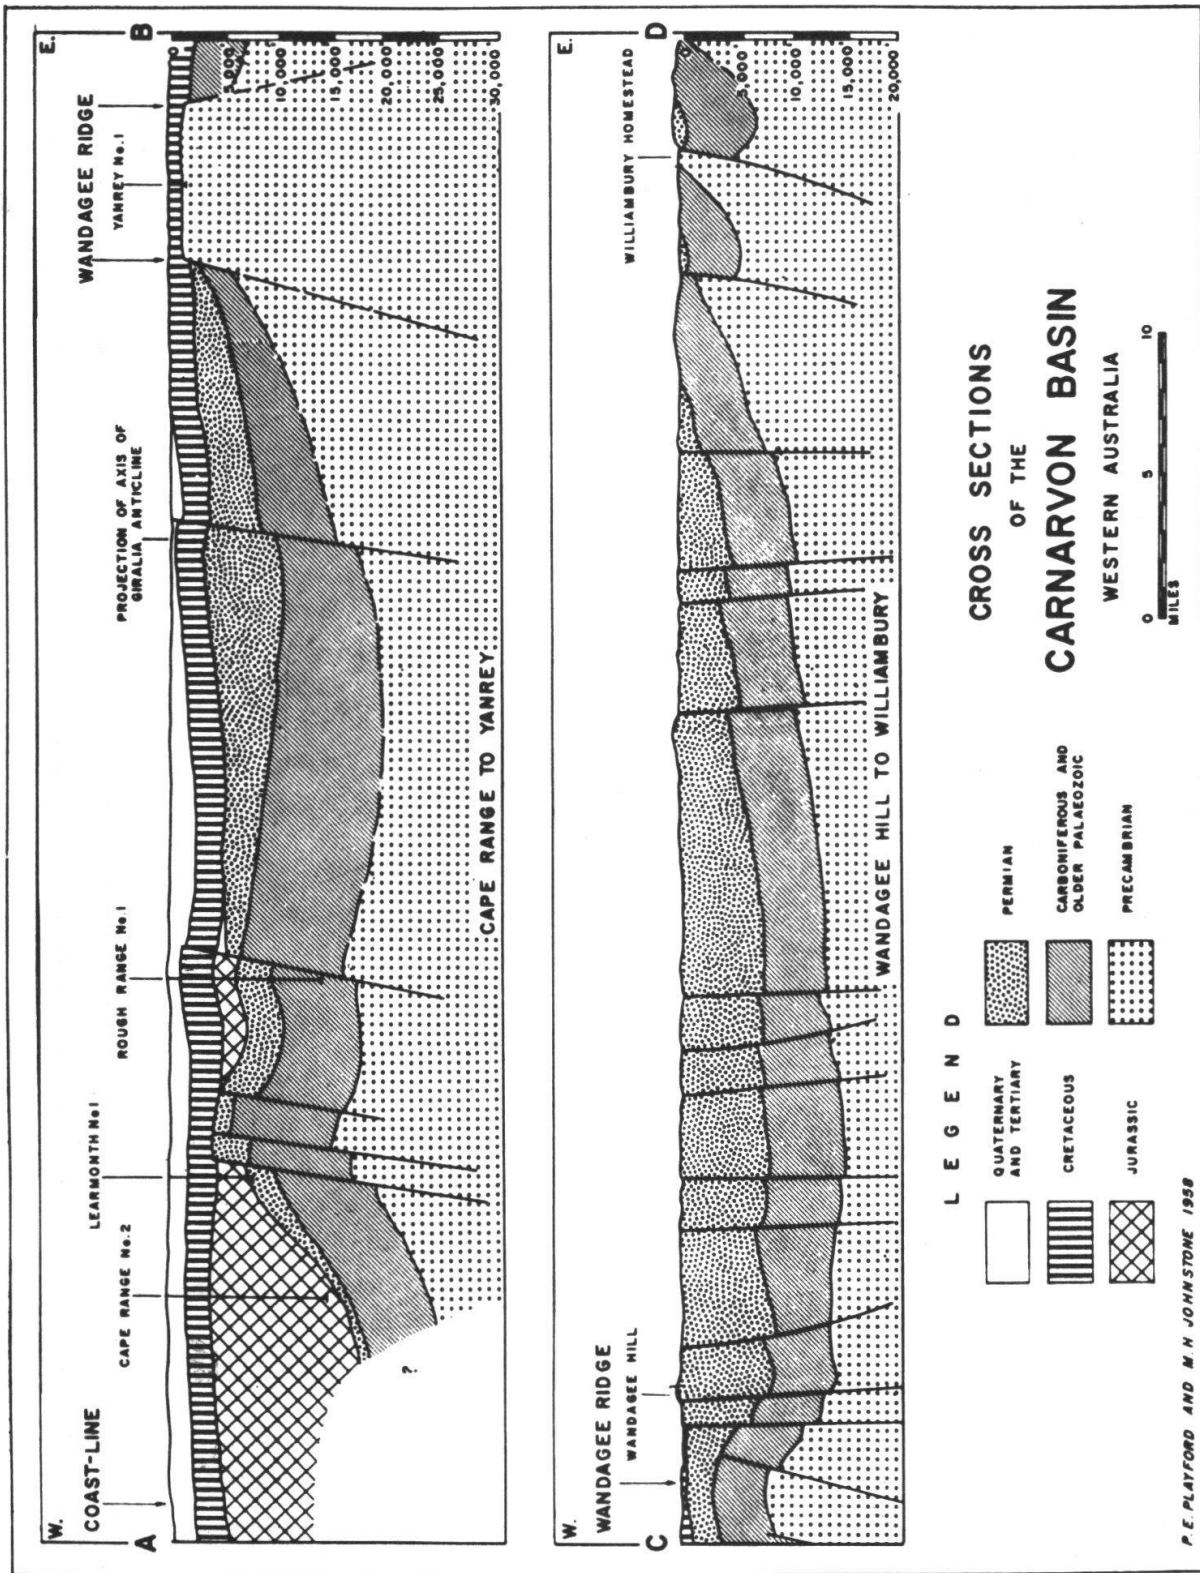 W.
E.
COAST-LINE
CAPE RANGE No.2
LEARMONTH No1
ROUGH RANGE No.1
PROJECTION OF AXIS OF
GIRALIA ANTICLINE
WANDAGEE RIDGE
YANREY No.1
A
B
0
5,000
10,000
15,000
20,000
25,000
30,000
?
CAPE RANGE TO YANREY
W.
E.
WANDAGEE RIDGE
WANDAGEE HILL
WILLIAMBURY HOMESTEAD
C
D
0
5,000
10,000
15,000
20,000
WANDAGEE HILL TO WILLIAMBURY
LEGEND
QUATERNARY
AND TERTIARY
CRETACEOUS
JURASSIC
PERMIAN
CARBONIFEROUS AND
OLDER PALAEOZOIC
PRECAMBRIAN
CROSS SECTIONS
OF THE
CARNARVON BASIN
WESTERN AUSTRALIA
0 5 10
MILES
P.E. PLAYFORD AND M.H JOHNSTONE 1958